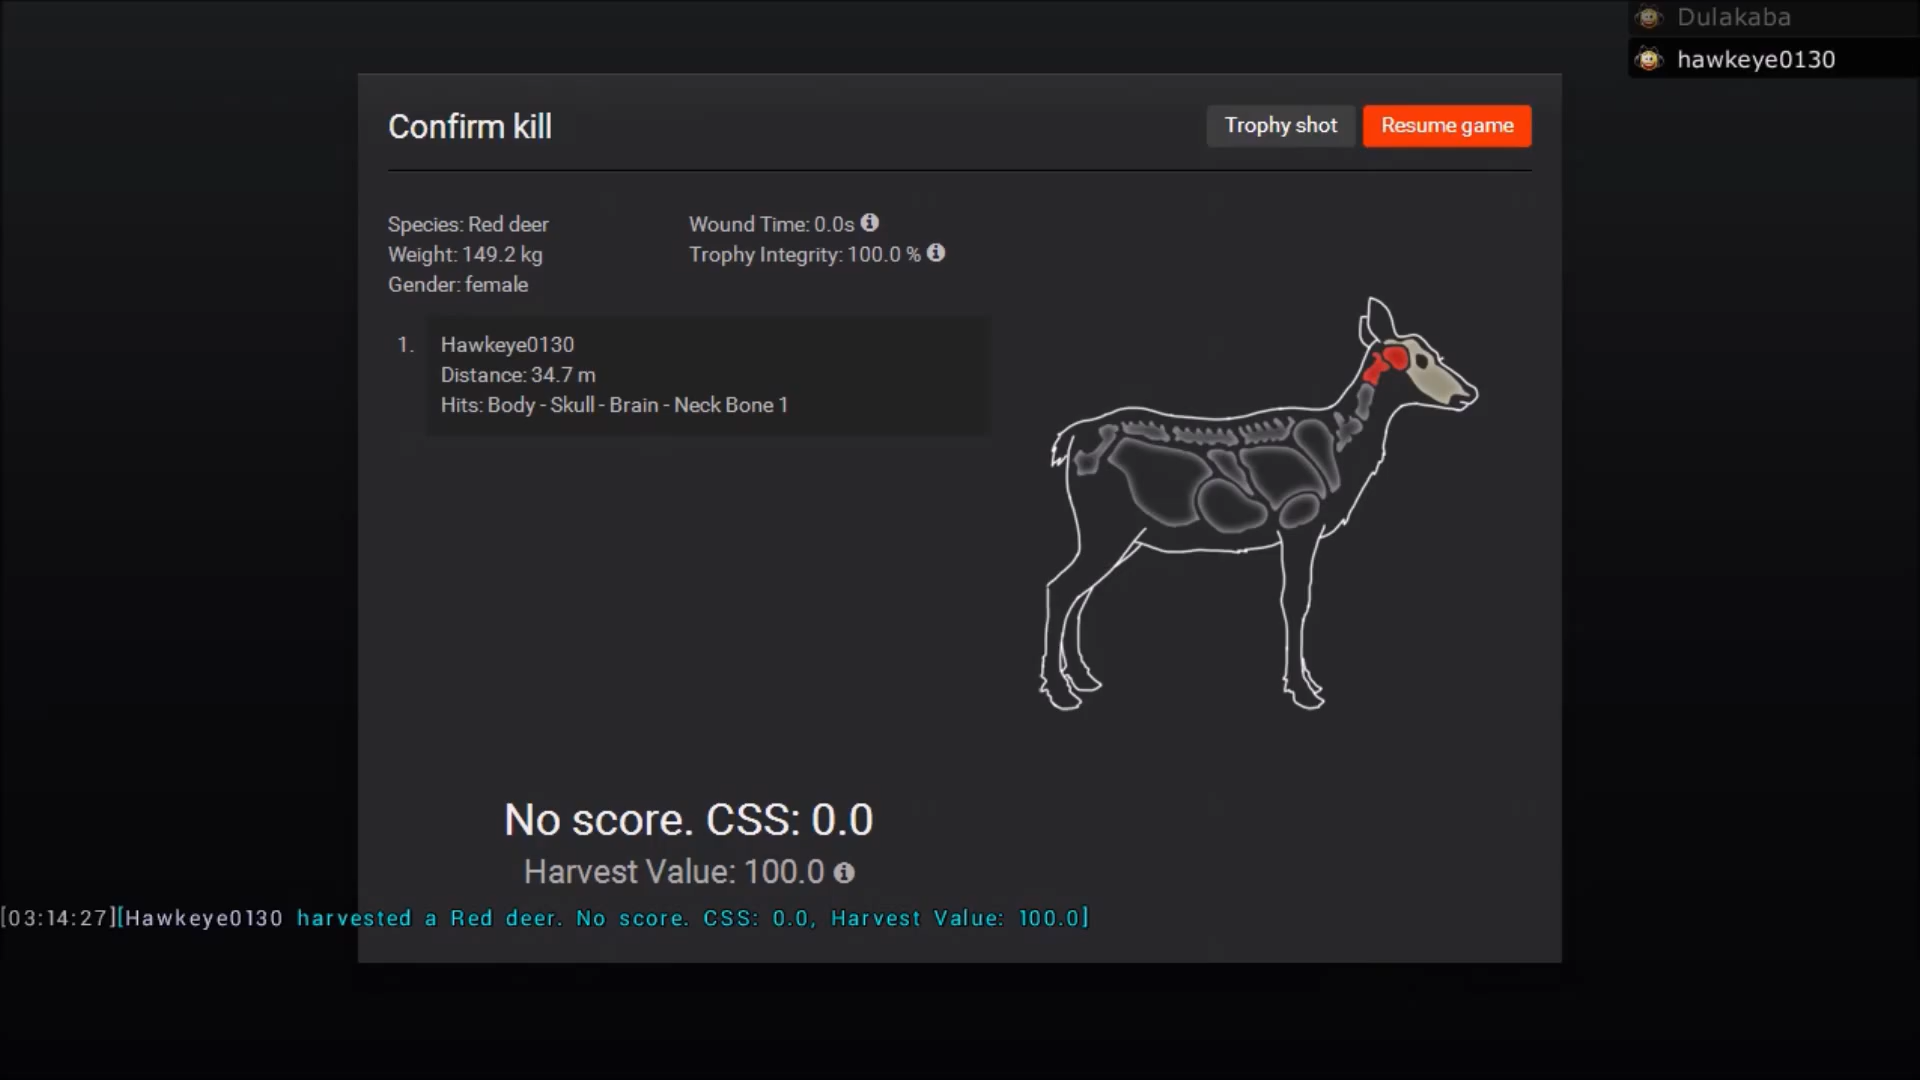 Dulakaba
hawkeye0130
Confirm kill
Trophy shot
Resume game
Species: Red deer
Weight: 149.2 kg
Gender: female
Wound Time: 0.0s
Trophy Integrity: 100.0 %
1.
Hawkeye0130
Distance: 34.7 m
Hits: Body - Skull - Brain - Neck Bone 1
No score. CSS: 0.0
Harvest Value: 100.0
[03:14:27][Hawkeye0130 harvested a Red deer. No score. CSS: 0.0, Harvest Value: 100.0]